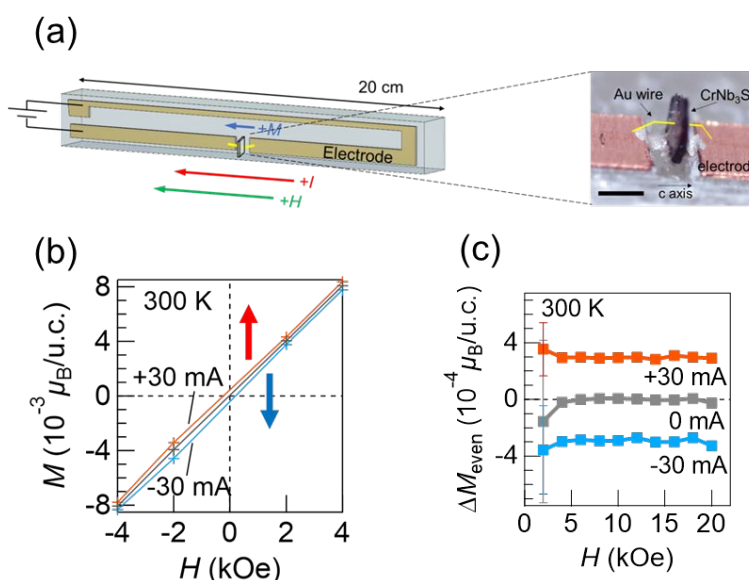 (a)
20 cm
+M
Electrode
+I
+H
Au wire
CrNb₃S
electrode
c axis
(b)
8
4
0
-4
-8
M (10⁻³ μB/u.c.)
300 K
+30 mA
-30 mA
-4 -2 0 2 4
H (kOe)
(c)
4
0
-4
ΔMeven (10⁻⁴ μB/u.c.)
300 K
+30 mA
0 mA
-30 mA
0 5 10 15 20
H (kOe)